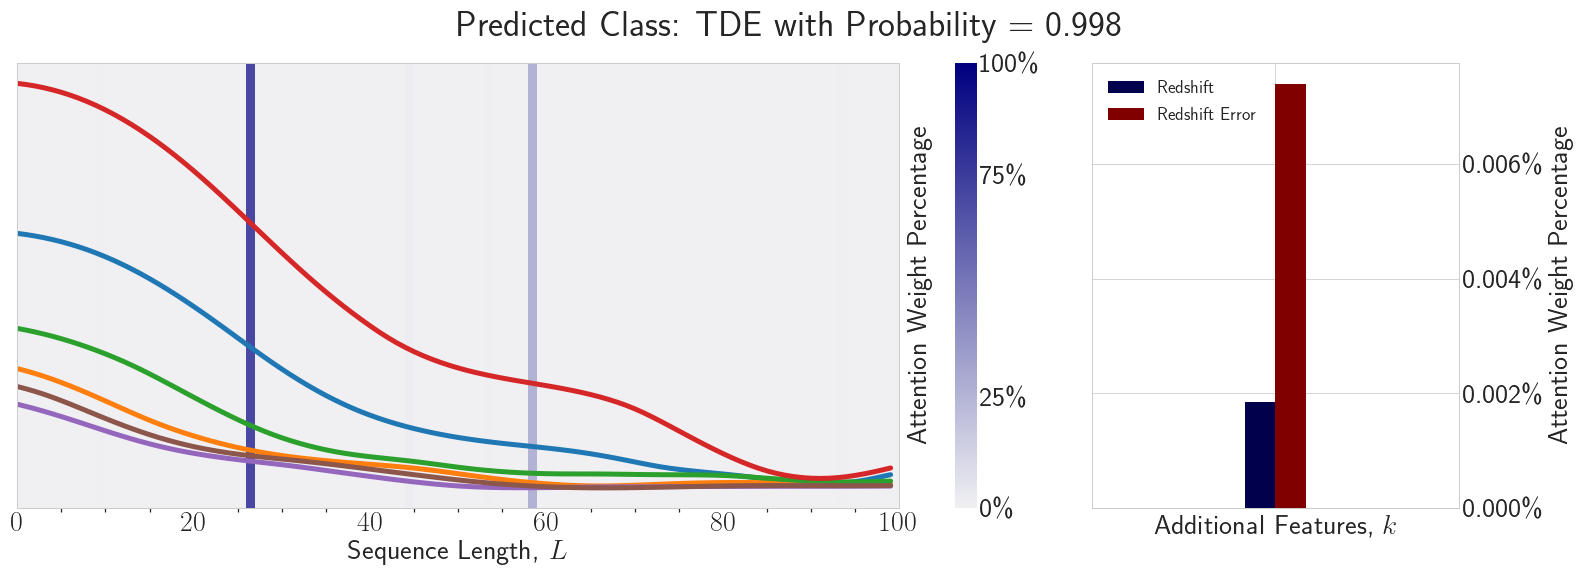 Predicted Class: TDE with Probability = 0.998
0 20 40 60 80 100
Sequence Length, L
100%
75%
25%
0%
Attention Weight Percentage
Redshift
Redshift Error
0.006%
0.004%
0.002%
0.000%
Attention Weight Percentage
Additional Features, k